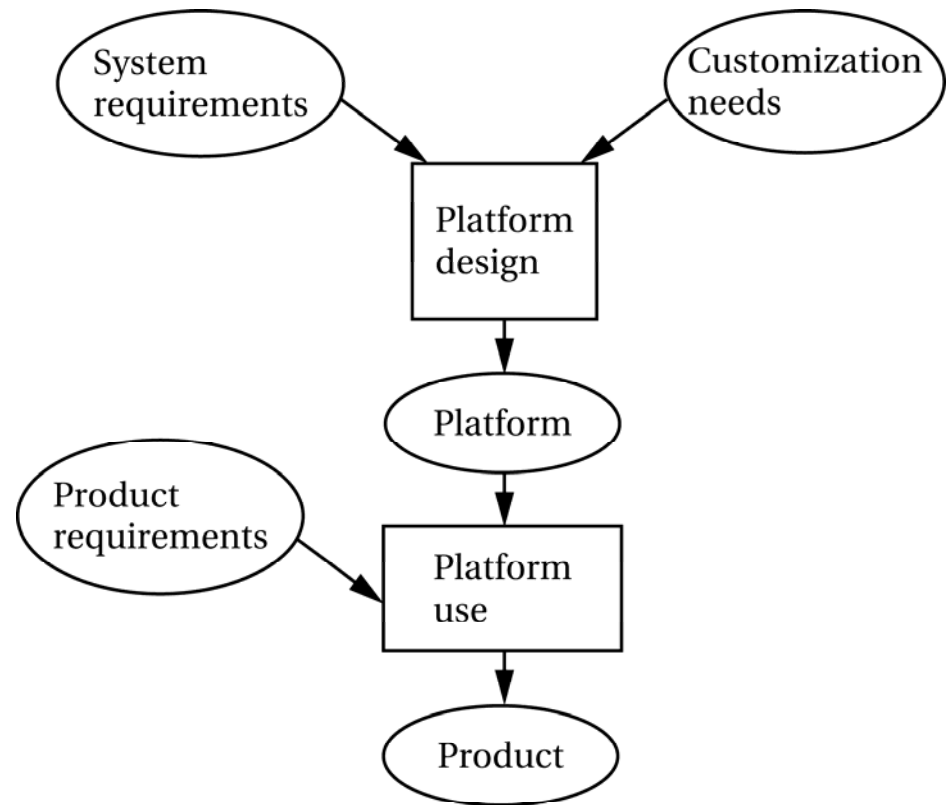 System
requirements
Customization
needs
Platform
design
Platform
Product
requirements
Platform
use
Product